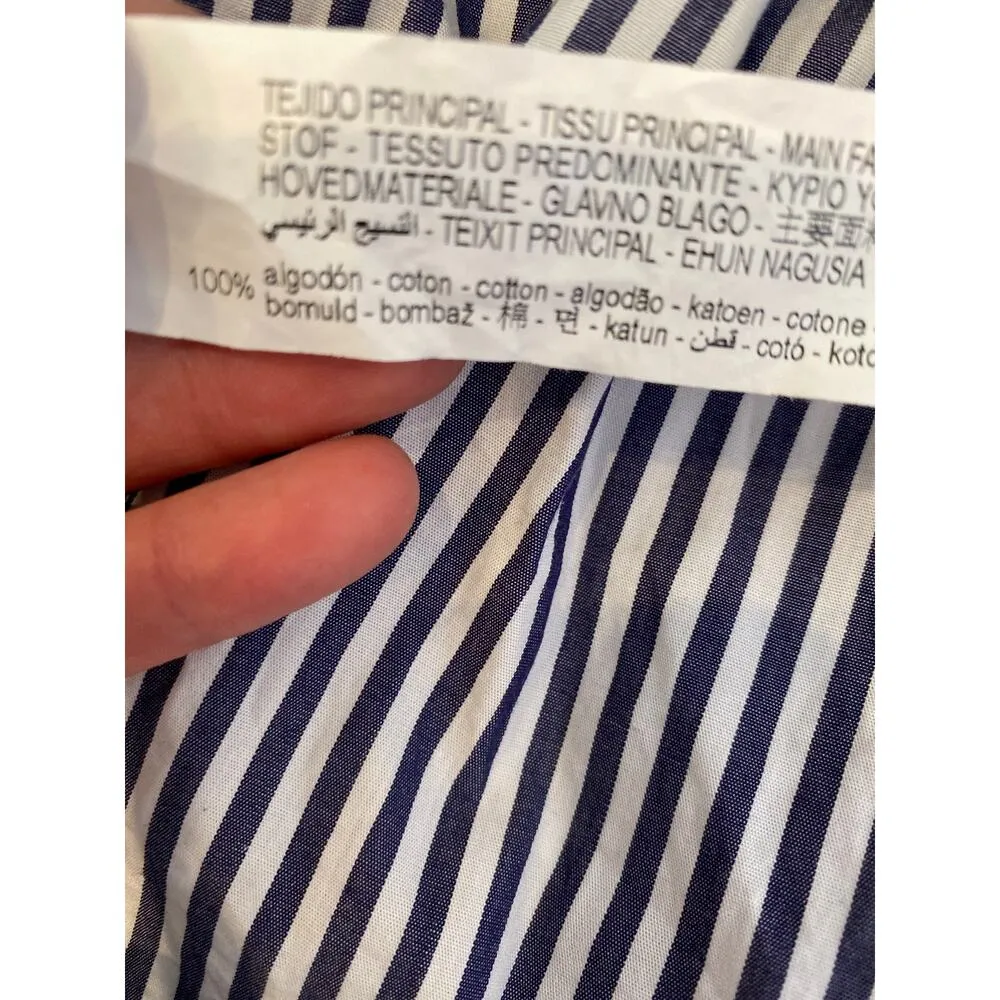 TEJIDO PRINCIPAL - TISSU PRINCIPAL - MAIN FA
STOF - TESSUTO PREDOMINANTE - KYPIO
HOVEDMATERIALE - GLAVNO BLAGO - 主要面料
النسيج الرئيسي - TEIXIT PRINCIPAL - EHUN NAGUSIA
100% algodón - coton - cotton - algodão - katoen - cotone -
bomuld - bombaž - 棉 - 면 - katun - قطن - cotó - koto